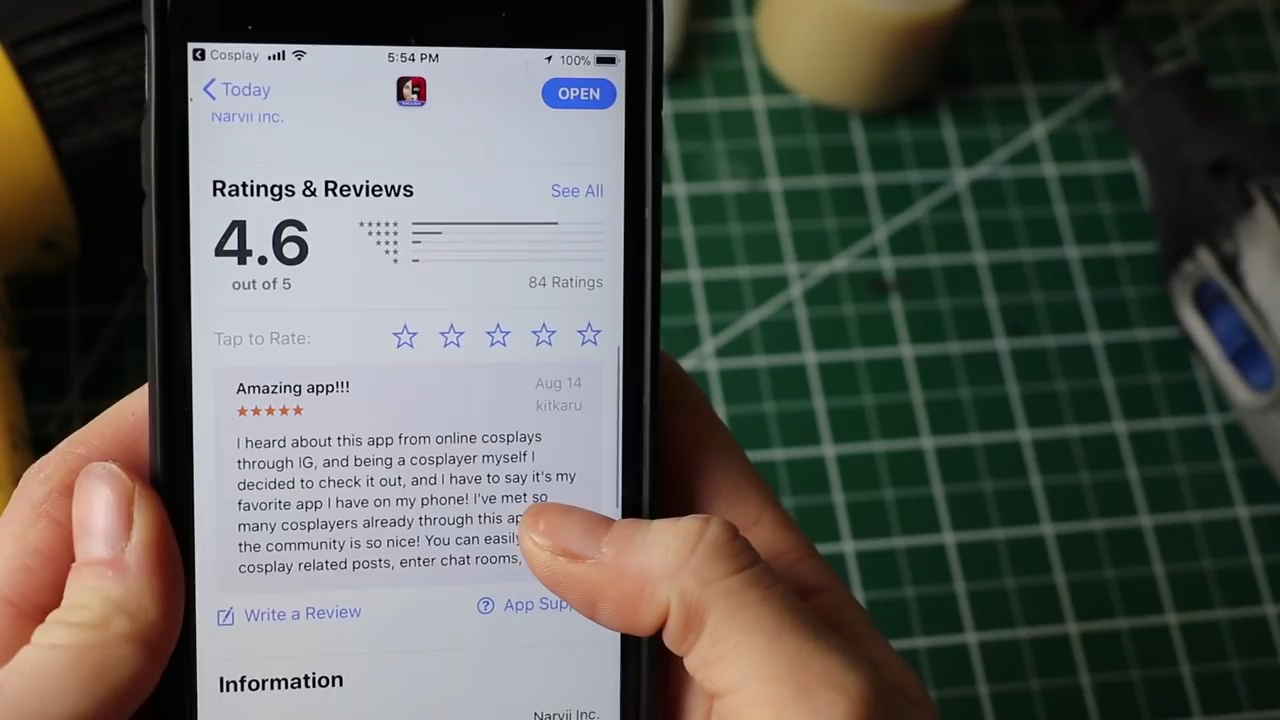 Cosplay
5:54 PM
100%
Today
OPEN
Narvii Inc.
Ratings & Reviews
See All
4.6
out of 5
84 Ratings
Tap to Rate:
Amazing app!!!
Aug 14
kitkaru
I heard about this app from online cosplays
through IG, and being a cosplayer myself I
decided to check it out, and I have to say it's my
favorite app I have on my phone! I've met so
many cosplayers already through this
the community is so nice! You can easily
cosplay related posts, enter chat rooms,
Write a Review
App
Information
Narvii Inc.